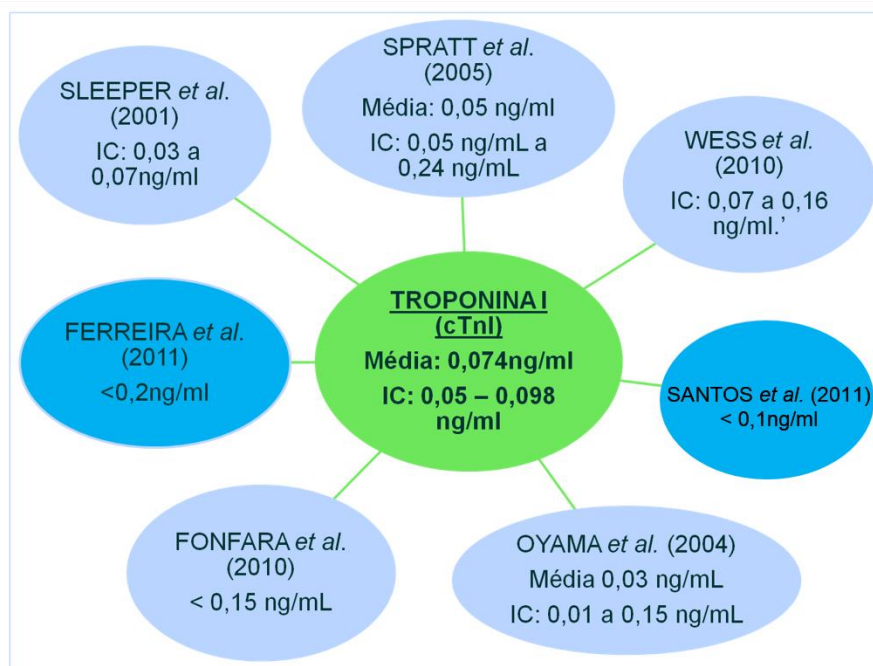 SPRATT et al.
(2005)
Média: 0,05 ng/ml
IC: 0,05 ng/mL a
0,24 ng/mL
SLEEPER et al.
(2001)
IC: 0,03 a
0,07ng/ml
WESS et al.
(2010)
IC: 0,07 a 0,16
ng/ml.’
TROPONINA I
(cTnI)
Média: 0,074ng/ml
IC: 0,05 – 0,098
ng/ml
FERREIRA et al.
(2011)
<0,2ng/ml
SANTOS et al. (2011)
< 0,1ng/ml
FONFARA et al.
(2010)
< 0,15 ng/mL
OYAMA et al. (2004)
Média 0,03 ng/mL
IC: 0,01 a 0,15 ng/mL